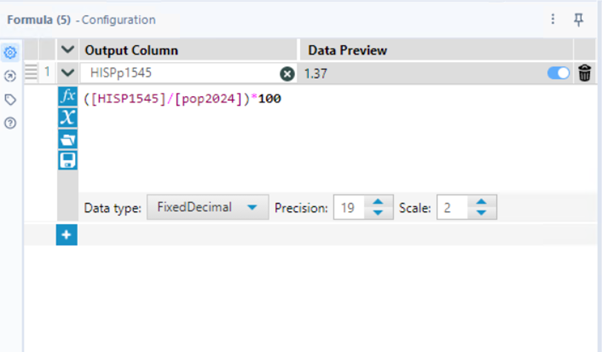 Formula (5) - Configuration
Output Column Data Preview
1 HISPp1545 1.37
fx ([HISP1545]/[pop2024])*100
X
Data type: FixedDecimal Precision: 19 Scale: 2
+